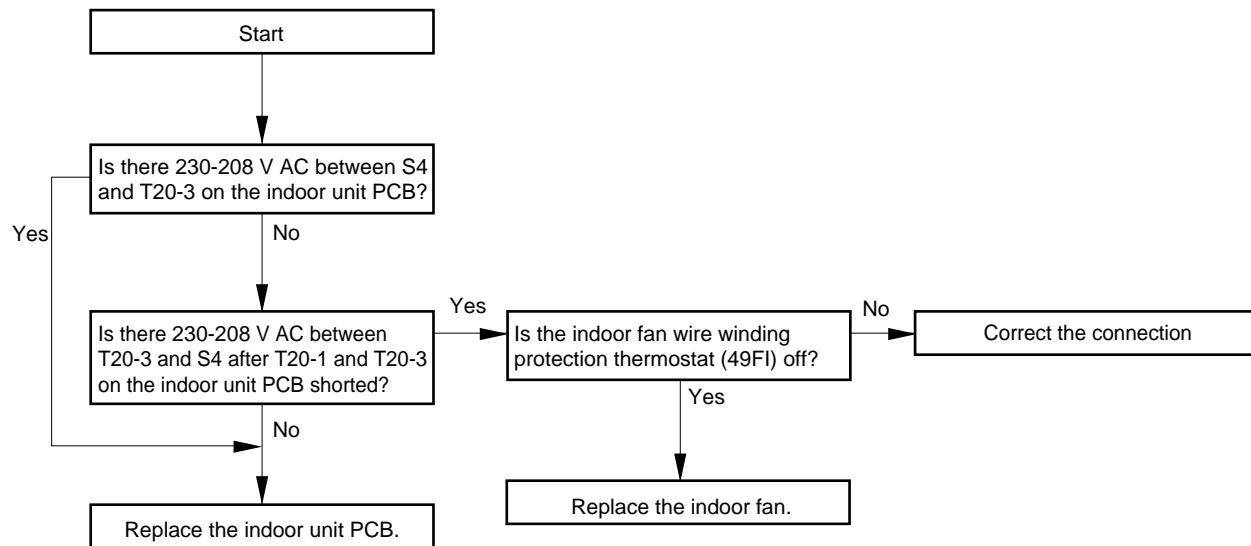 Start
Is there 230-208 V AC between S4
and T20-3 on the indoor unit PCB?
Yes
No
Is there 230-208 V AC between
T20-3 and S4 after T20-1 and T20-3
on the indoor unit PCB shorted?
Yes
Is the indoor fan wire winding
protection thermostat (49FI) off?
No
Correct the connection
Yes
No
Replace the indoor fan.
Replace the indoor unit PCB.